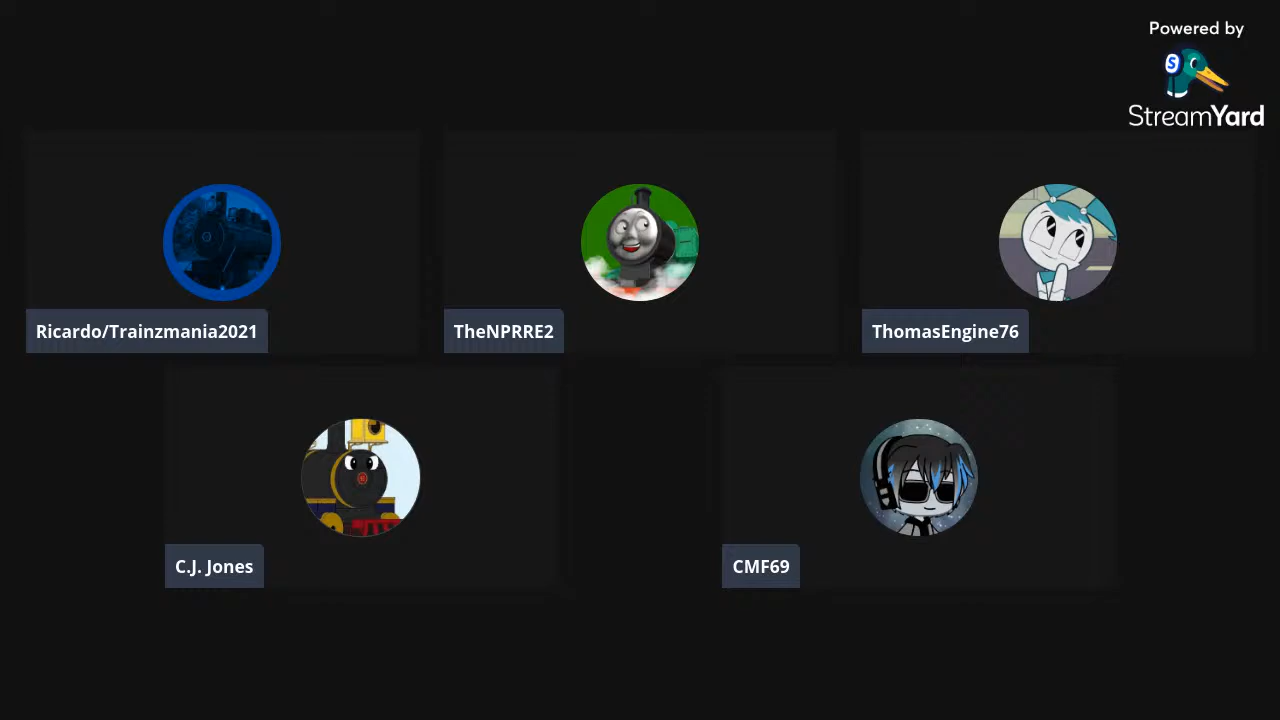 Powered by
S
StreamYard
Ricardo/Trainzmania2021
TheNPRRE2
ThomasEngine76
C.J. Jones
CMF69